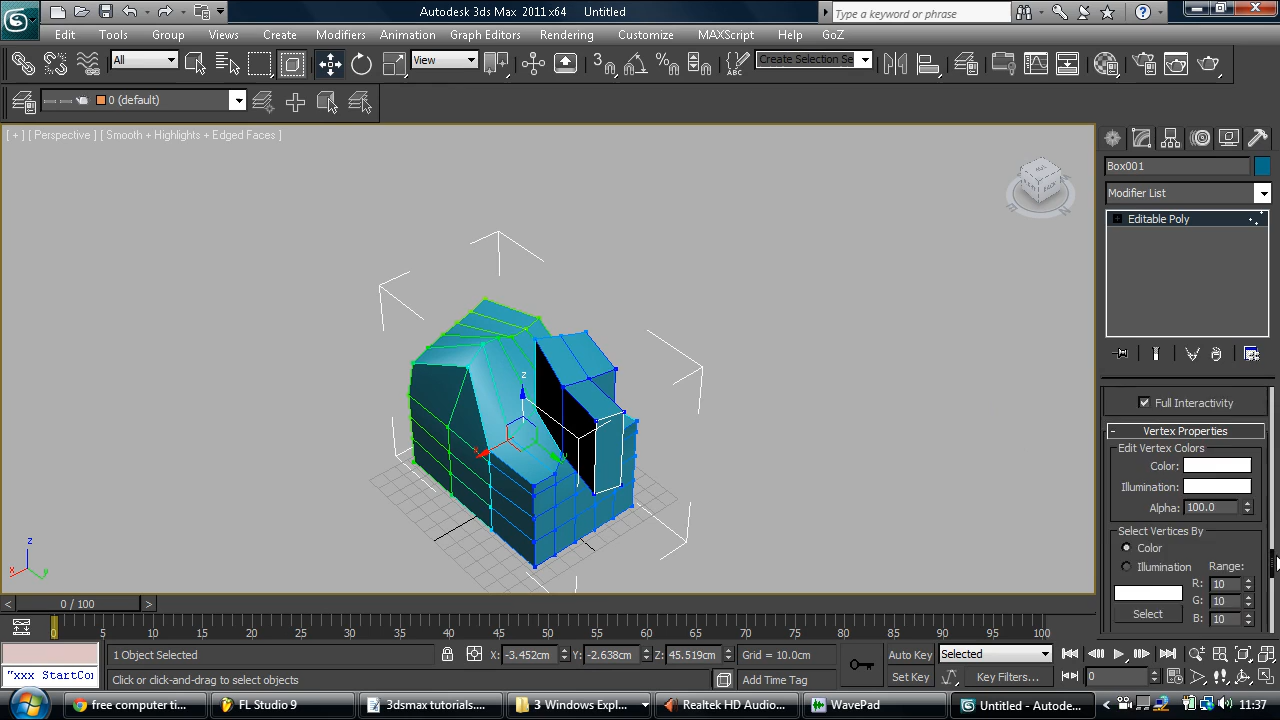 Autodesk 3ds Max 2011 x64 Untitled
Type a keyword or phrase
Edit Tools Group Views Create Modifiers Animation Graph Editors Rendering Customize MAXScript Help GoZ
All View 3 Create Selection Se
0 (default)
[ + ] [ Perspective ] [ Smooth + Highlights + Edged Faces ]
Box001
Modifier List
Editable Poly
Full Interactivity
- Vertex Properties
Edit Vertex Colors
Color:
Illumination:
Alpha: 100.0
Select Vertices By
Color
Illumination Range:
R: 10
G: 10
Select
B: 10
z
x
y
z
x
y
< 0 / 100 >
0 5 10 15 20 25 30 35 40 45 50 55 60 65 70 75 80 85 90 95 100
1 Object Selected X: -3.452cm Y: -2.638cm Z: 45.519cm Grid = 10.0cm Auto Key Selected
"xxx StartCo Click or click-and-drag to select objects Add Time Tag Set Key Key Filters... 0
free computer ti... FL Studio 9 3dsmax tutorials.... 3 Windows Expl... Realtek HD Audio... WavePad Untitled - Autode... 11:37